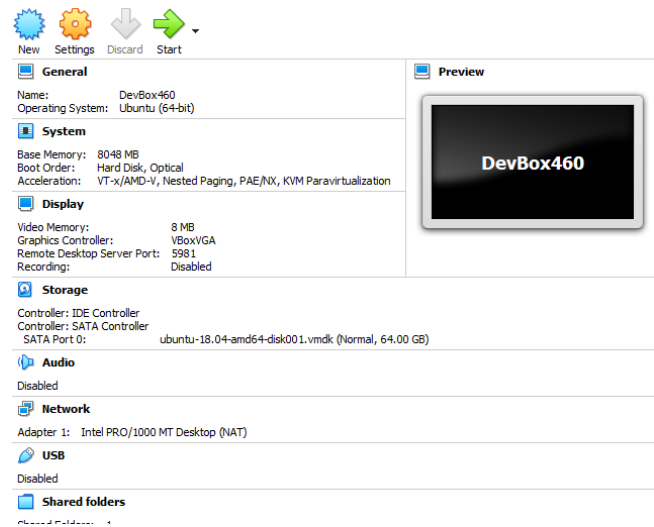 New Settings Discard Start
General
Name: DevBox460
Operating System: Ubuntu (64-bit)
System
Base Memory: 8048 MB
Boot Order: Hard Disk, Optical
Acceleration: VT-x/AMD-V, Nested Paging, PAE/NX, KVM Paravirtualization
Display
Video Memory: 8 MB
Graphics Controller: VBoxVGA
Remote Desktop Server Port: 5981
Recording: Disabled
Preview
DevBox460
Storage
Controller: IDE Controller
Controller: SATA Controller
SATA Port 0: ubuntu-18.04-amd64-disk001.vmdk (Normal, 64.00 GB)
Audio
Disabled
Network
Adapter 1: Intel PRO/1000 MT Desktop (NAT)
USB
Disabled
Shared folders
Shared Folders: 1